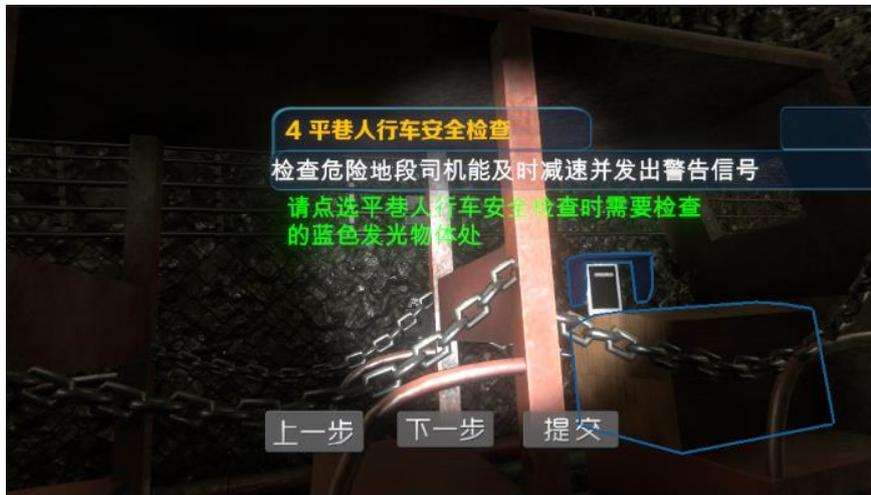 4 平巷人行车安全检查
检查危险地段司机能及时减速并发出警告信号
请点选平巷人行车安全检查时需要检查
的蓝色发光物体处
上一步 下一步 提交